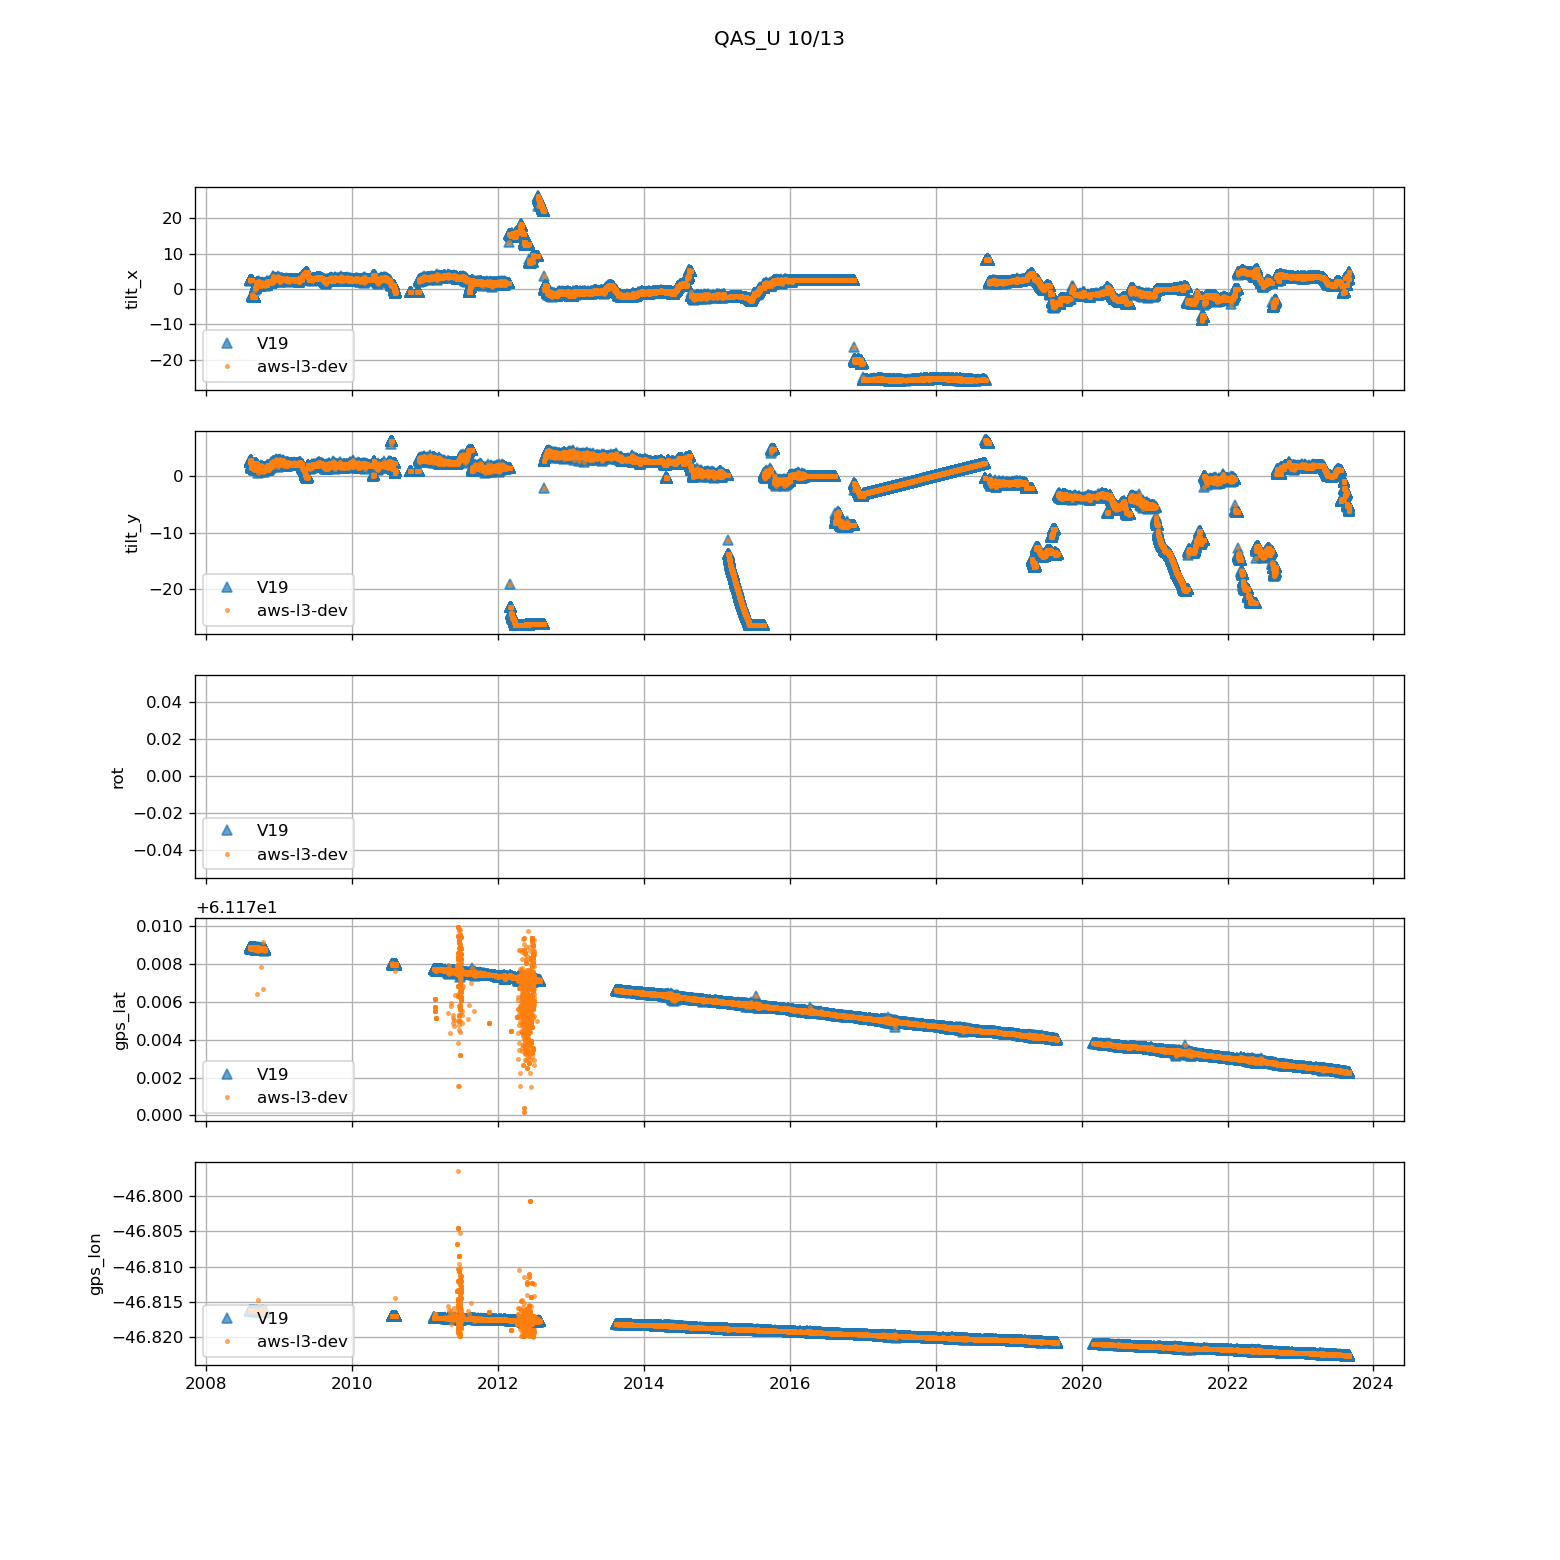 QAS_U 10/13
20
10
0
−10
−20
tilt_x
V19
aws-l3-dev
0
−10
−20
tilt_y
V19
aws-l3-dev
0.04
0.02
0.00
−0.02
−0.04
rot
V19
aws-l3-dev
+6.117e1
0.010
0.008
0.006
0.004
0.002
0.000
gps_lat
V19
aws-l3-dev
−46.800
−46.805
−46.810
−46.815
−46.820
gps_lon
V19
aws-l3-dev
2008 2010 2012 2014 2016 2018 2020 2022 2024